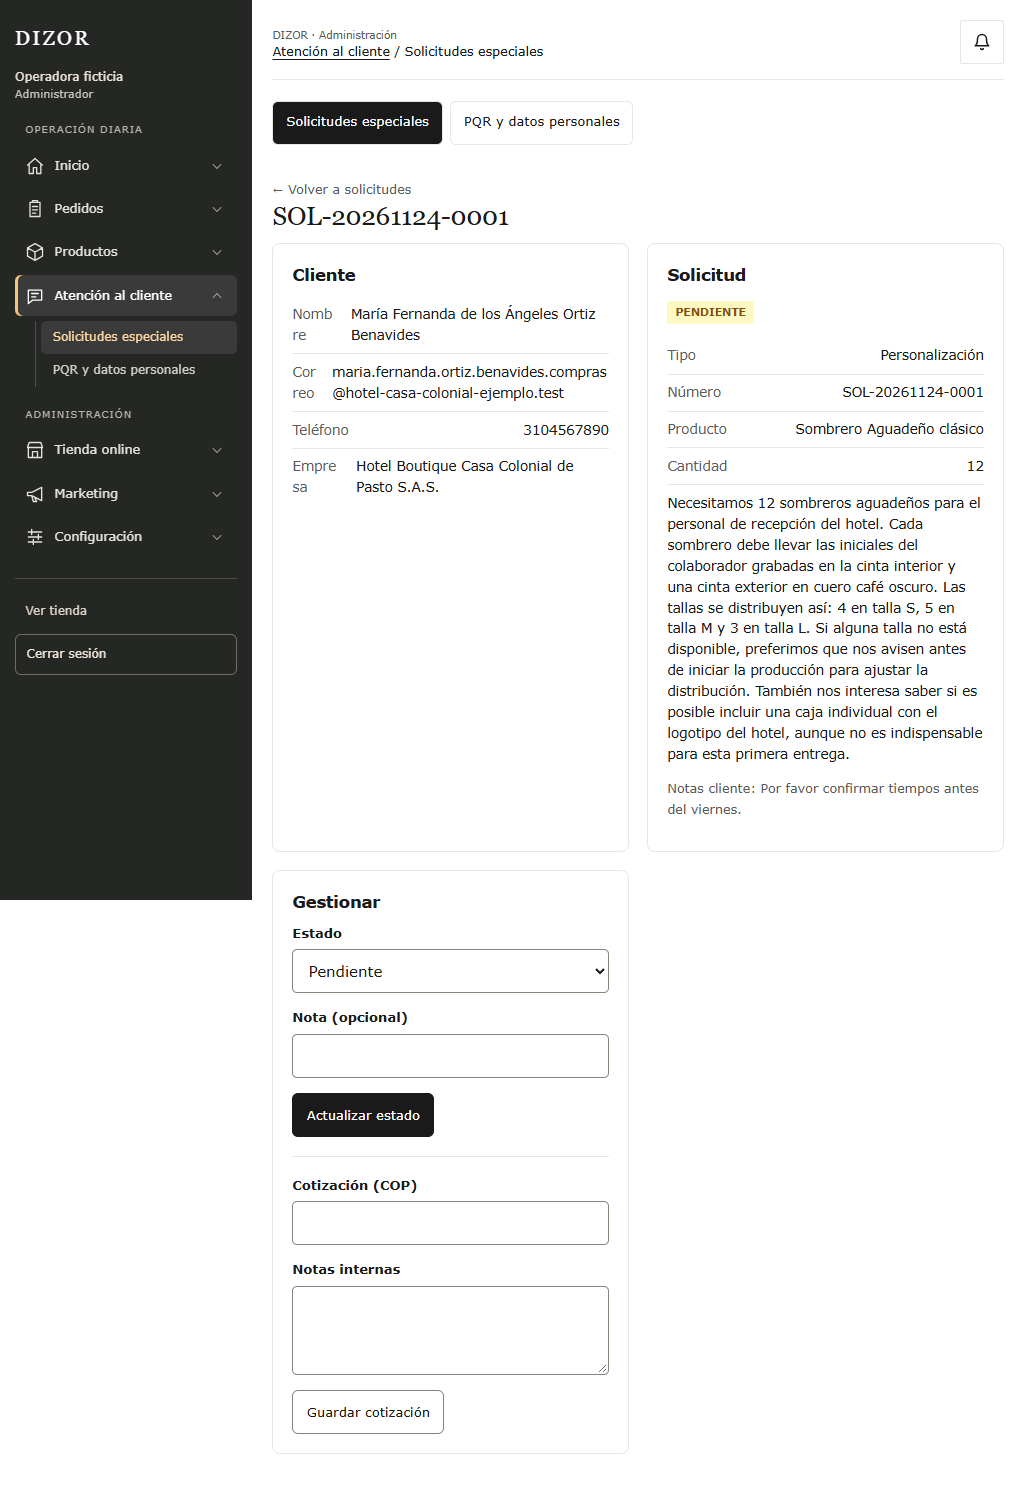 DIZOR
Operadora ficticia
Administrador
OPERACIÓN DIARIA
Inicio
Pedidos
Productos
Atención al cliente
Solicitudes especiales
PQR y datos personales
ADMINISTRACIÓN
Tienda online
Marketing
Configuración
Ver tienda
Cerrar sesión
DIZOR · Administración
Atención al cliente / Solicitudes especiales
Solicitudes especiales
PQR y datos personales
← Volver a solicitudes
SOL-20261124-0001
Cliente
Nomb
re
María Fernanda de los Ángeles Ortiz
Benavides
Cor
reo
maria.fernanda.ortiz.benavides.compras
@hotel-casa-colonial-ejemplo.test
Teléfono
3104567890
Empre
sa
Hotel Boutique Casa Colonial de
Pasto S.A.S.
Solicitud
PENDIENTE
Tipo
Personalización
Número
SOL-20261124-0001
Producto
Sombrero Aguadeño clásico
Cantidad
12
Necesitamos 12 sombreros aguadeños para el
personal de recepción del hotel. Cada
sombrero debe llevar las iniciales del
colaborador grabadas en la cinta interior y
una cinta exterior en cuero café oscuro. Las
tallas se distribuyen así: 4 en talla S, 5 en
talla M y 3 en talla L. Si alguna talla no está
disponible, preferimos que nos avisen antes
de iniciar la producción para ajustar la
distribución. También nos interesa saber si es
posible incluir una caja individual con el
logotipo del hotel, aunque no es indispensable
para esta primera entrega.
Notas cliente: Por favor confirmar tiempos antes
del viernes.
Gestionar
Estado
Pendiente
Nota (opcional)
Actualizar estado
Cotización (COP)
Notas internas
Guardar cotización